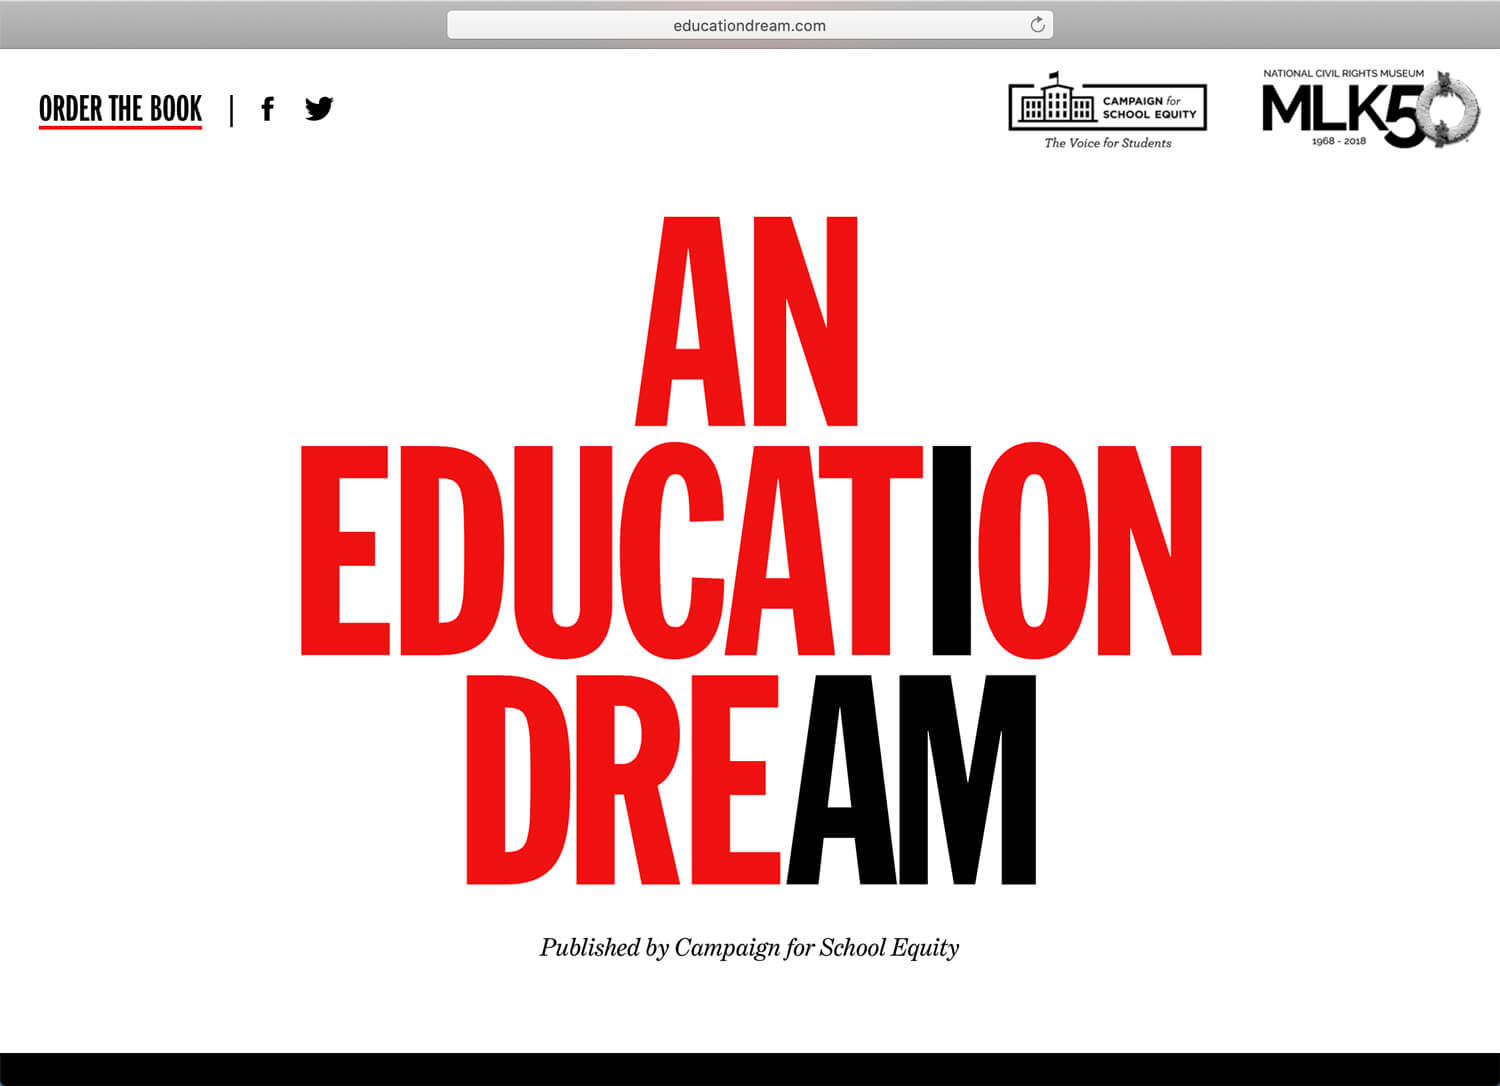 educationdream.com
ORDER THE BOOK
CAMPAIGN for
SCHOOL EQUITY
The Voice for Students
NATIONAL CIVIL RIGHTS MUSEUM
MLK50
1968 - 2018
AN
EDUCATION
DREAM
Published by Campaign for School Equity